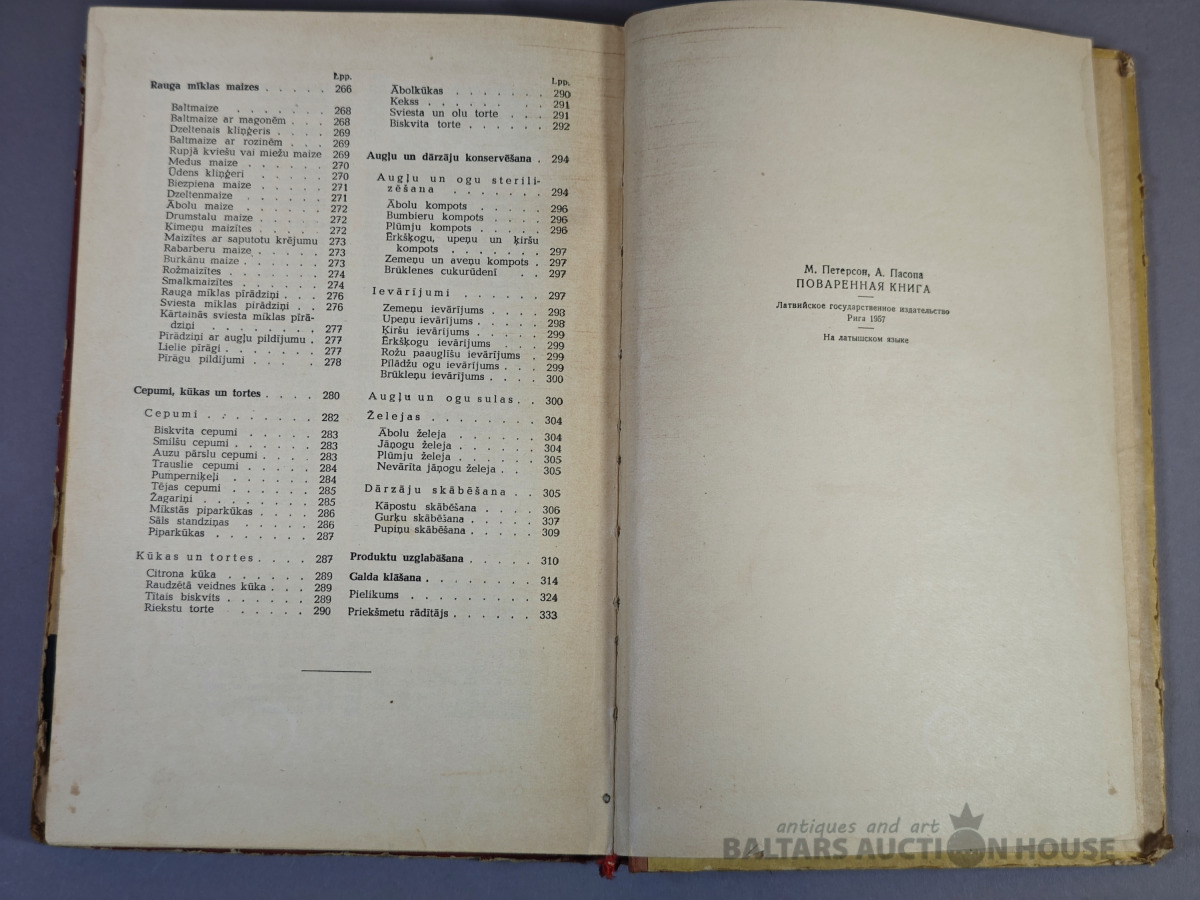 Lpp.
Rauga mīklas maizes . . . . . 266
Baltmaize . . . . . . . 268
Baltmaize ar magonēm . . . 268
Dzeltenais kliņģeris . . . . 269
Baltmaize ar rozinēm . . . 269
Rupjā kviešu vai miežu maize 269
Medus maize . . . . . . 270
Ūdens kliņģeri . . . . . 270
Biezpiena maize . . . . . 271
Dzeltenmaize . . . . . . 271
Ābolu maize . . . . . . 272
Drumstalu maize . . . . . 272
Ķimeņu maizītes . . . . . 272
Maizītes ar saputotu krējumu 273
Rabarberu maize . . . . . 273
Burkānu maize . . . . . . 273
Rožmaizītes . . . . . . 274
Smalkmaizītes . . . . . . 274
Rauga mīklas pīrādziņi . . . 276
Sviesta mīklas pīrādziņi . . 276
Kārtainās sviesta mīklas pīrā-
dziņi . . . . . . . 277
Pīrādziņi ar augļu pildījumu . 277
Lielie pīrāgi . . . . . . 277
Pīrāgu pildījumi . . . . 278
Cepumi, kūkas un tortes . . . . 280
Cepumi . . . . . . . . 282
Biskvita cepumi . . . . . 283
Smilšu cepumi . . . . . . 283
Auzu pārslu cepumi . . . . 283
Trauslie cepumi . . . . . 284
Pumperniķeļi . . . . . 284
Tējas cepumi . . . . . . 285
Žagariņi . . . . . . . 285
Mīkstās piparkūkas . . . . 286
Sāls standziņas . . . . . 286
Piparkūkas . . . . . . 287
Kūkas un tortes . . . . 287
Citrona kūka . . . . . 289
Raudzētā veidnes kūka . . . 289
Tītais biskvits . . . . . . 289
Riekstu torte . . . . . 290
Lpp.
Ābolkūkas . . . . . . . 290
Kekss . . . . . . . . 291
Sviesta un olu torte . . . 291
Biskvita torte . . . . . . 292
Augļu un dārzāju konservēšana . 294
Augļu un ogu sterili-
zēšana . . . . . . . 294
Ābolu kompots . . . . . 296
Bumbieru kompots . . . . 296
Plūmju kompots . . . . . 296
Ērkšķogu, upeņu un ķiršu
kompots . . . . . . . 297
Zemeņu un aveņu kompots . 297
Brūklenes cukurūdenī . . 297
Ievārījumi . . . . . . 297
Zemeņu ievārījums . . . . 293
Upeņu ievārījums . . . . . 298
Ķiršu ievārījums . . . . . 299
Ērkšķogu ievārījums . . . 299
Rožu paauglīšu ievārījums . 299
Pīlādžu ogu ievārījums . . 299
Brūkleņu ievārījums . . . . 300
Augļu un ogu sulas . . 300
Želejas . . . . . . . 304
Ābolu želeja . . . . . . 304
Jāņogu želeja . . . . . 304
Plūmju želeja . . . . . . 305
Nevārīta jāņogu želeja . . 305
Dārzāju skābēšana . . 305
Kāpostu skābēšana . . . . 306
Gurķu skābēšana . . . . . 307
Pupiņu skābēšana . . . . . 309
Produktu uzglabāšana . . . . . 310
Galda klāšana . . . . . . . . 314
Pielikums . . . . . . . . . 324
Priekšmetu rādītājs . . . . . . 333
М. Петерсон, А. Пасопа
ПОВАРЕННАЯ КНИГА
Латвийское государственное издательство
Рига 1957
На латышском языке
antiques and art
BALTARS AUCTION HOUSE